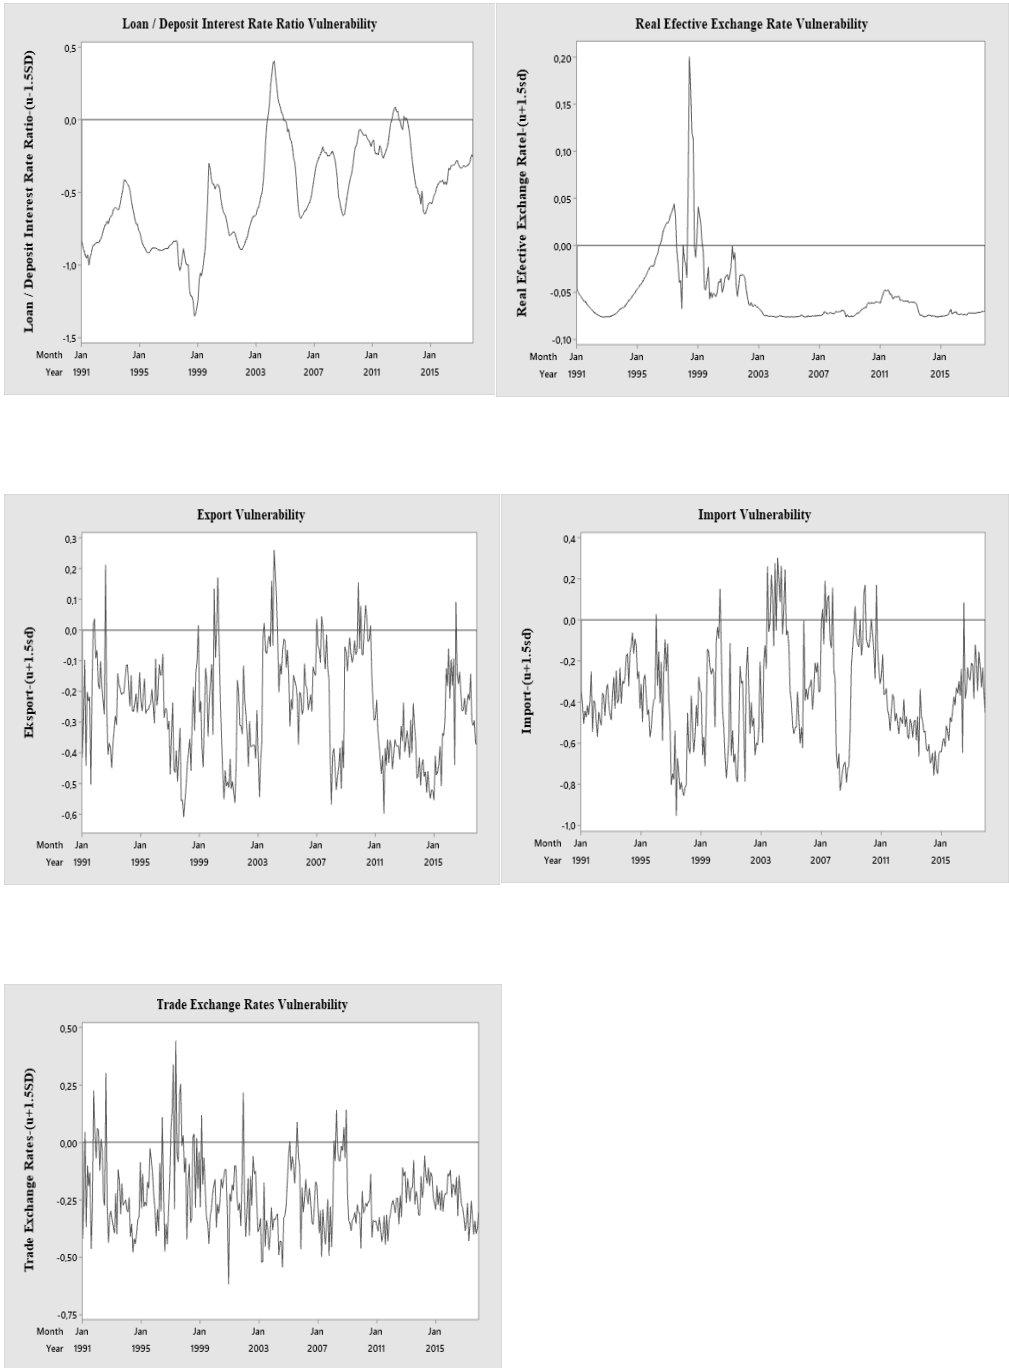 Loan / Deposit Interest Rate Ratio Vulnerability
Loan / Deposit Interest Rate Ratio-(u-1.5SD)
0,5
0,0
-0,5
-1,0
-1,5
Month Jan Jan Jan Jan Jan Jan Jan
Year 1991 1995 1999 2003 2007 2011 2015
Real Efective Exchange Rate Vulnerability
Real Efective Exchange Ratel-(u+1.5sd)
0,20
0,15
0,10
0,05
0,00
-0,05
-0,10
Month Jan Jan Jan Jan Jan Jan Jan
Year 1991 1995 1999 2003 2007 2011 2015
Export Vulnerability
Eksport-(u+1.5sd)
0,3
0,2
0,1
0,0
-0,1
-0,2
-0,3
-0,4
-0,5
-0,6
Month Jan Jan Jan Jan Jan Jan Jan
Year 1991 1995 1999 2003 2007 2011 2015
Import Vulnerability
Import-(u+1.5sd)
0,4
0,2
0,0
-0,2
-0,4
-0,6
-0,8
-1,0
Month Jan Jan Jan Jan Jan Jan Jan
Year 1991 1995 1999 2003 2007 2011 2015
Trade Exchange Rates Vulnerability
Trade Exchange Rates-(u+1.5SD)
0,50
0,25
0,00
-0,25
-0,50
-0,75
Month Jan Jan Jan Jan Jan Jan Jan
Year 1991 1995 1999 2003 2007 2011 2015